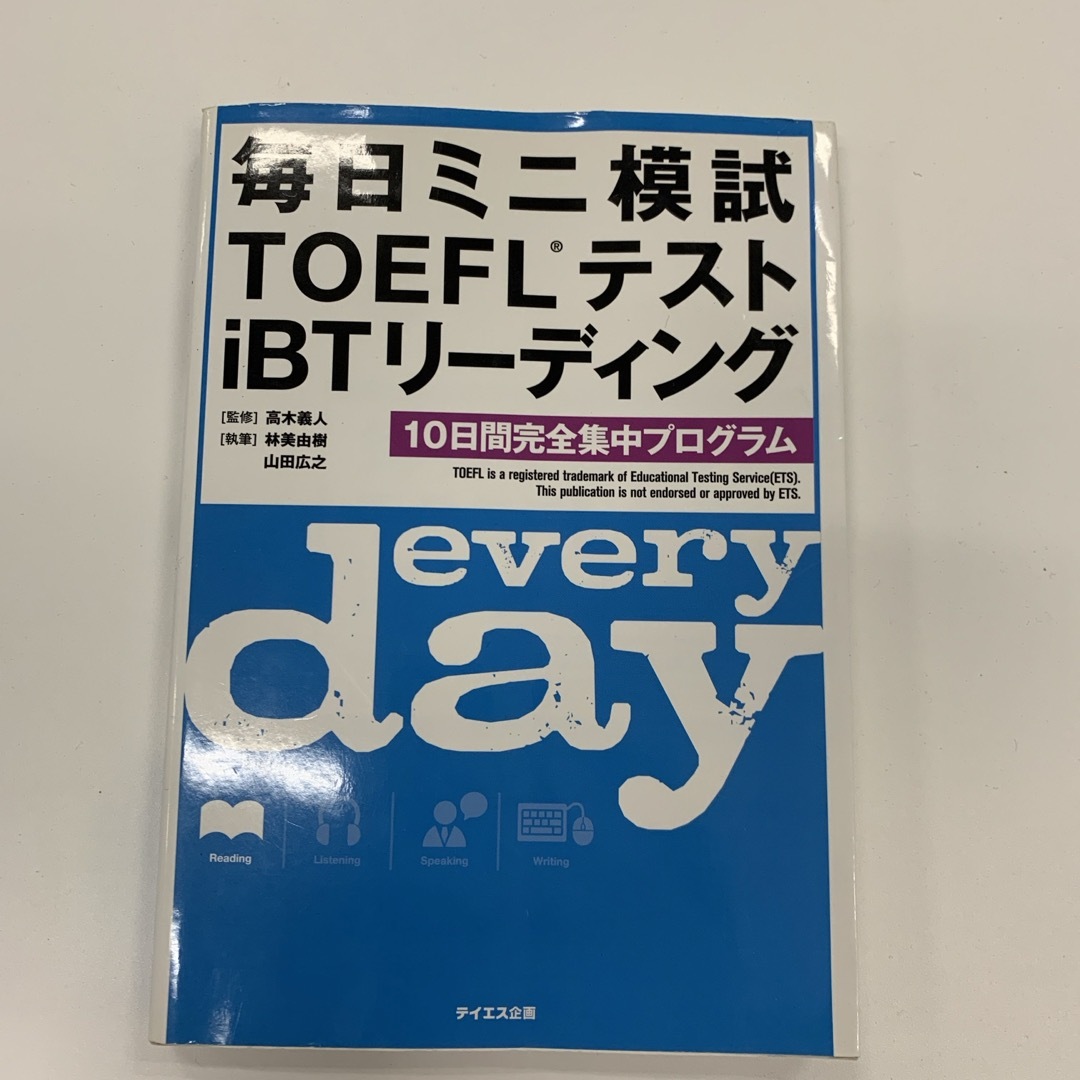 毎日ミニ模試
TOEFL®テスト
iBTリーディング
[監修] 高木義人
[執筆] 林美由樹
山田広之
10日間完全集中プログラム
TOEFL is a registered trademark of Educational Testing Service(ETS).
This publication is not endorsed or approved by ETS.
every
day
Reading
Listening
Speaking
Writing
テイエス企画